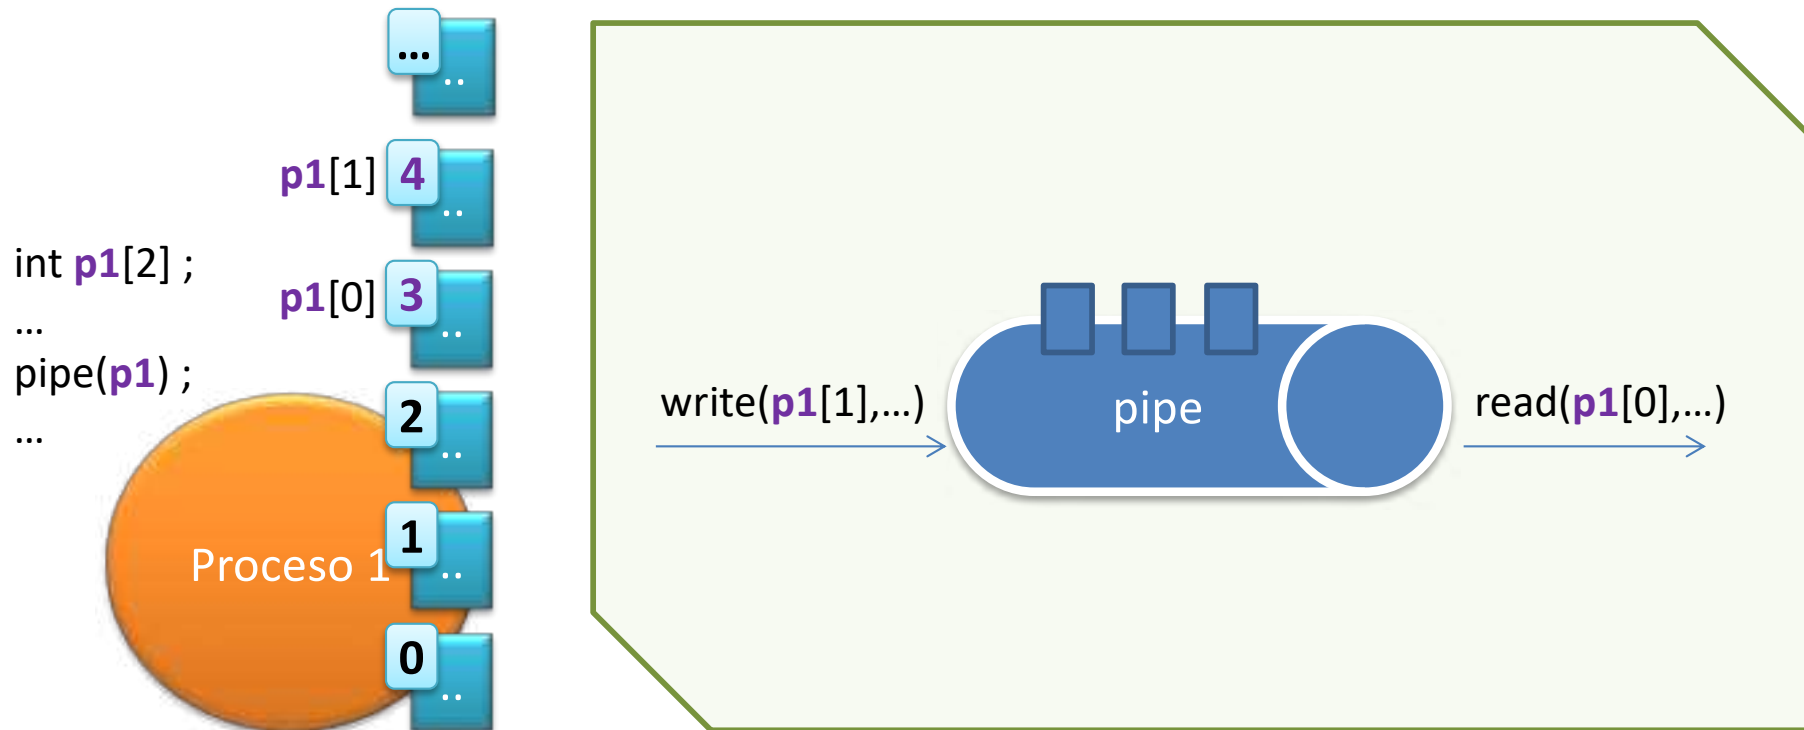 int p1[2] ;
…
pipe(p1) ;
…
…
..
p1[1] 4
..
p1[0] 3
..
2
..
Proceso 1
1
..
0
..
write(p1[1],…)
pipe
read(p1[0],…)